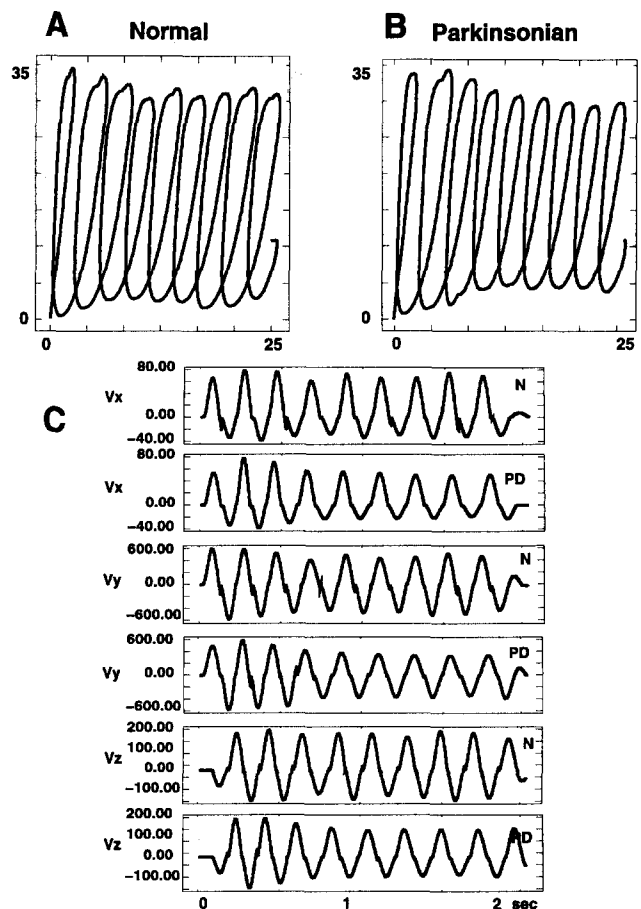 A Normal
B Parkinsonian
35
0
0 25
35
0
0 25
C
Vx 80.00 0.00 −40.00 N
Vx 80.00 0.00 −40.00 PD
Vy 600.00 0.00 −600.00 N
Vy 600.00 0.00 −600.00 PD
Vz 200.00 100.00 0.00 −100.00 N
Vz 200.00 100.00 0.00 −100.00 PD
0 1 2 sec